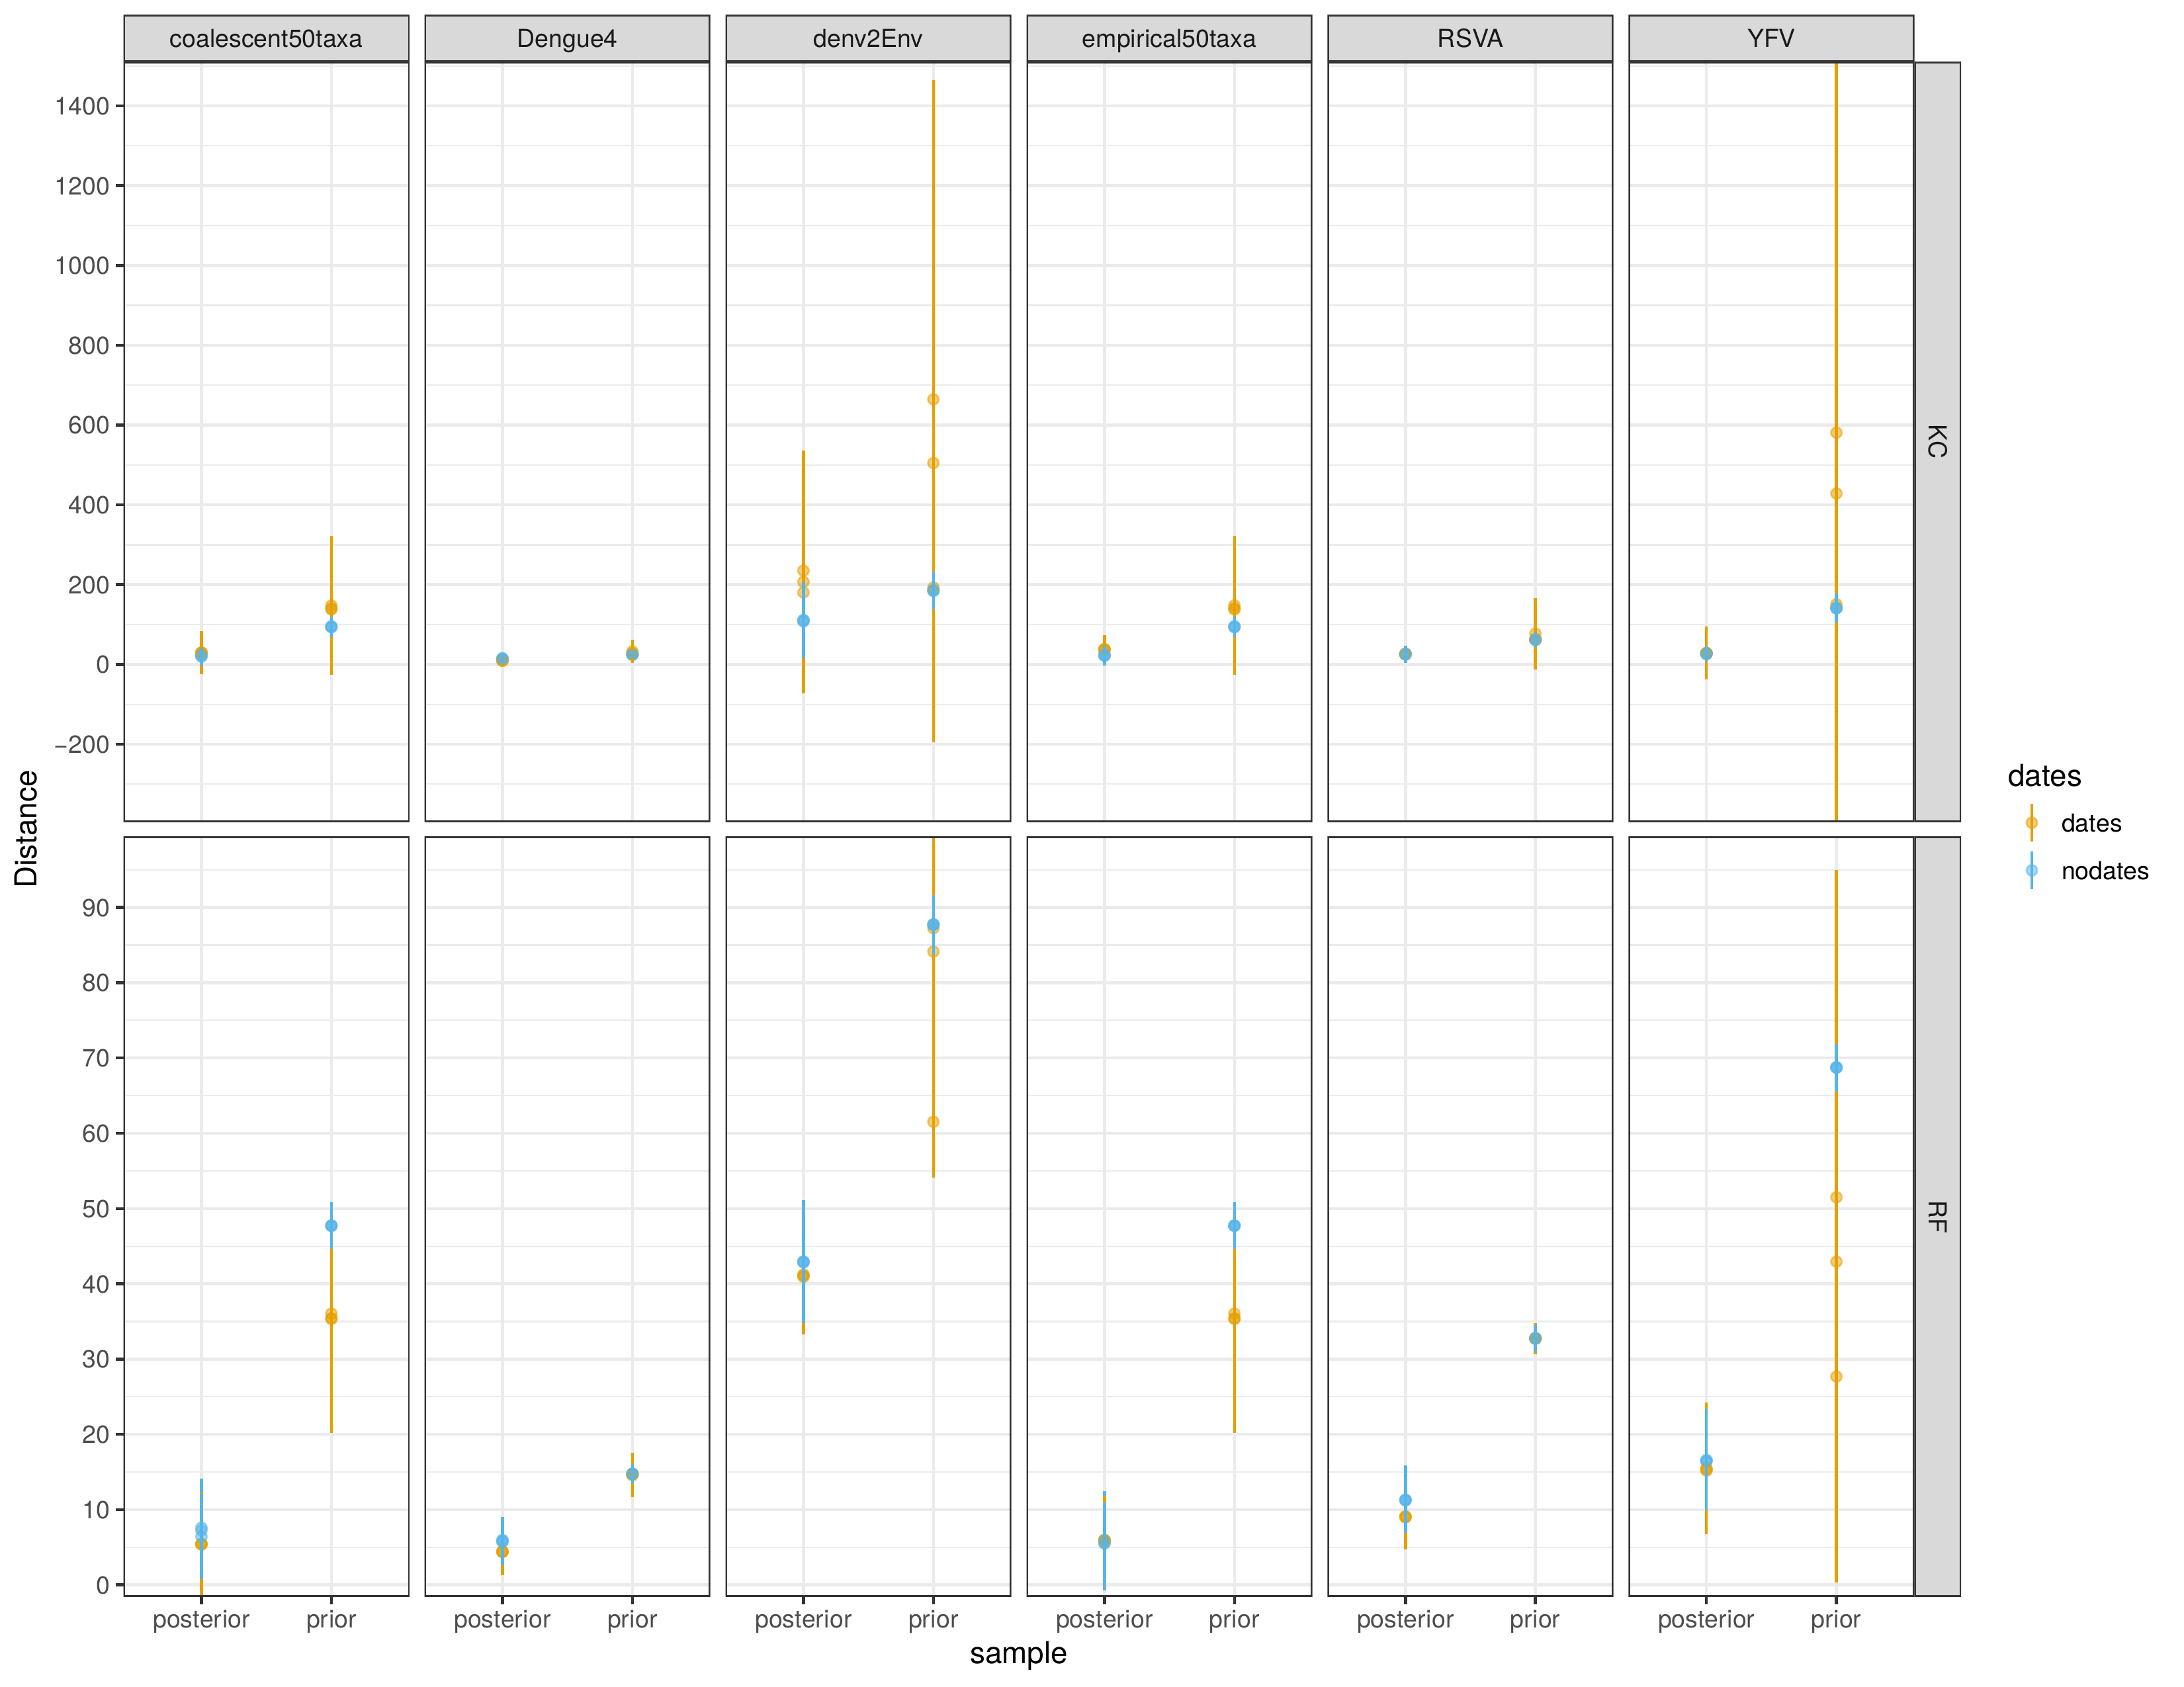 coalescent50taxa Dengue4 denv2Env empirical50taxa RSVA YFV
1400
1200
1000
800
600
400
200
0
−200
KC
90
80
70
60
50
40
30
20
10
0
RF
Distance
posterior prior posterior prior posterior prior posterior prior posterior prior posterior prior
sample
dates
dates
nodates